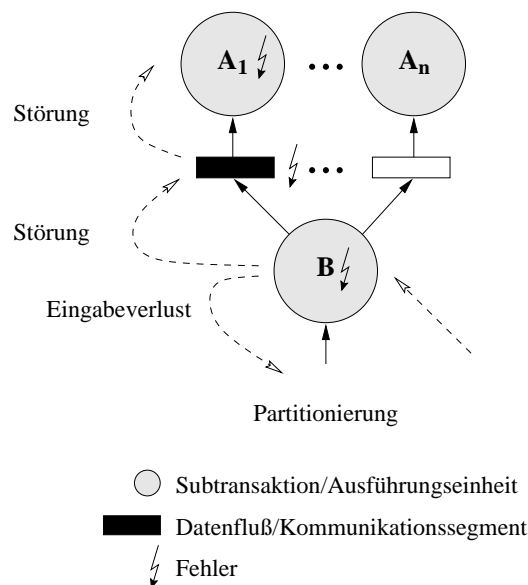 A1 ... An
Störung
...
Störung
B
Eingabeverlust
Partitionierung
Subtransaktion/Ausführungseinheit
Datenfluß/Kommunikationssegment
Fehler